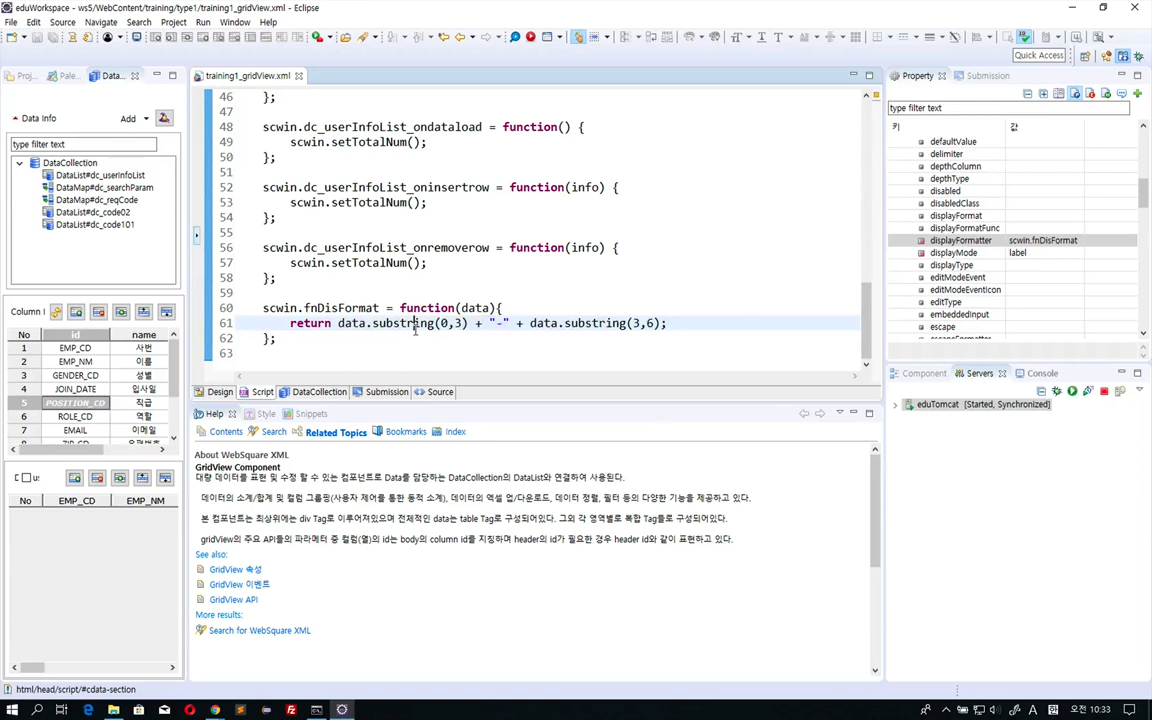 eduWorkspace - ws5/WebContent/training/type1/training1_gridView.xml - Eclipse
File Edit Source Navigate Search Project Run Window Help
Quick Access
Proj... Pale... Data...
training1_gridView.xml
Property Submission
Data Info Add
type filter text
DataCollection
DataList#dc_userInfoList
DataMap#dc_searchParam
DataMap#dc_reqCode
DataList#dc_code02
DataList#dc_code101
Column I
No id name
1 EMP_CD 사번
2 EMP_NM 이름
3 GENDER_CD 성별
4 JOIN_DATE 입사일
5 POSITION_CD 직급
6 ROLE_CD 역할
7 EMAIL 이메일
No EMP_CD EMP_NM
46 };
47
48 scwin.dc_userInfoList_ondataload = function() {
49 scwin.setTotalNum();
50 };
51
52 scwin.dc_userInfoList_oninsertrow = function(info) {
53 scwin.setTotalNum();
54 };
55
56 scwin.dc_userInfoList_onremoverow = function(info) {
57 scwin.setTotalNum();
58 };
59
60 scwin.fnDisFormat = function(data){
61 return data.substring(0,3) + "-" + data.substring(3,6);
62 };
63
Design Script DataCollection Submission Source
Help Style Snippets
Contents Search Related Topics Bookmarks Index
About WebSquare XML
GridView Component
대량 데이터를 표현 및 수정 할 수 있는 컴포넌트로 Data를 담당하는 DataCollection의 DataList와 연결하여 사용된다.
데이터의 소계/합계 및 컬럼 그룹핑(사용자 제어를 통한 동적 소계), 데이터의 엑셀 업/다운로드, 데이터 정렬, 필터 등의 다양한 기능을 제공하고 있다.
본 컴포넌트는 최상위에는 div Tag로 이루어져있으며 전체적인 data는 table Tag로 구성되어있다. 그외 각 영역별로 복합 Tag들로 구성되어있다.
gridView의 주요 API들의 파라메터 중 컬럼(열)의 id는 body의 column id를 지칭하며 header의 id가 필요한 경우 header id와 같이 표현하고 있다.
See also:
GridView 속성
GridView 이벤트
GridView API
More results:
Search for WebSquare XML
type filter text
키 값
defaultValue
delimiter
depthColumn
depthType
disabled
disabledClass
displayFormat
displayFormatFunc
displayFormatter scwin.fnDisFormat
displayMode label
displayType
editModeEvent
editModeEventIcon
editType
embeddedInput
escape
Component Servers Console
eduTomcat [Started, Synchronized]
html/head/script/#cdata-section
오전 10:33